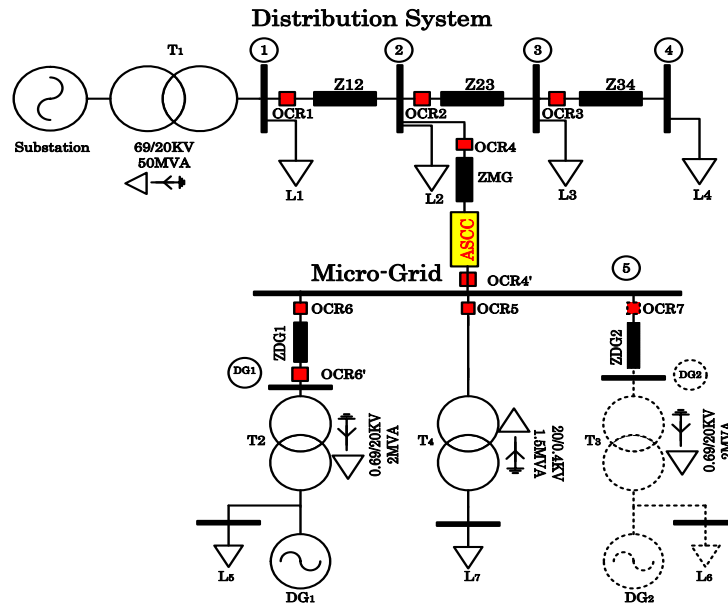 Distribution System
T1
1
2
3
4
Z12
Z23
Z34
OCR1
OCR2
OCR3
Substation
69/20KV
50MVA
OCR4
L1
L2
ZMG
L3
L4
ASCC
Micro-Grid
OCR4'
5
OCR6
OCR5
OCR7
ZDG1
ZDG2
DG1
OCR6'
DG2
T2
0.69/20KV
2MVA
T4
20/0.4KV
1.5MVA
T3
0.69/20KV
2MVA
L5
L7
L6
DG1
DG2